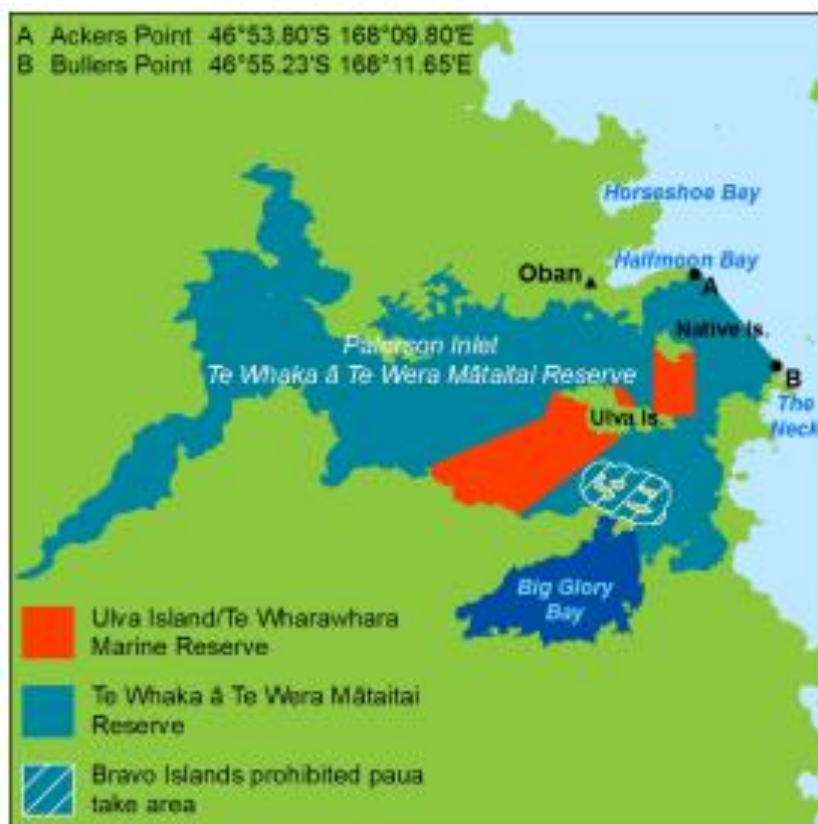 A Ackers Point 46°53.80'S 168°09.80'E
B Bullers Point 46°55.23'S 168°11.65'E
Horseshoe Bay
Halfmoon Bay
Oban
A
Native Is.
Paterson Inlet
Te Whaka ā Te Wera Mātaitai Reserve
B
The
Neck
Ulva Is.
Big Glory
Bay
Ulva Island/Te Wharawhara
Marine Reserve
Te Whaka ā Te Wera Mātaitai
Reserve
Bravo Islands prohibited paua
take area